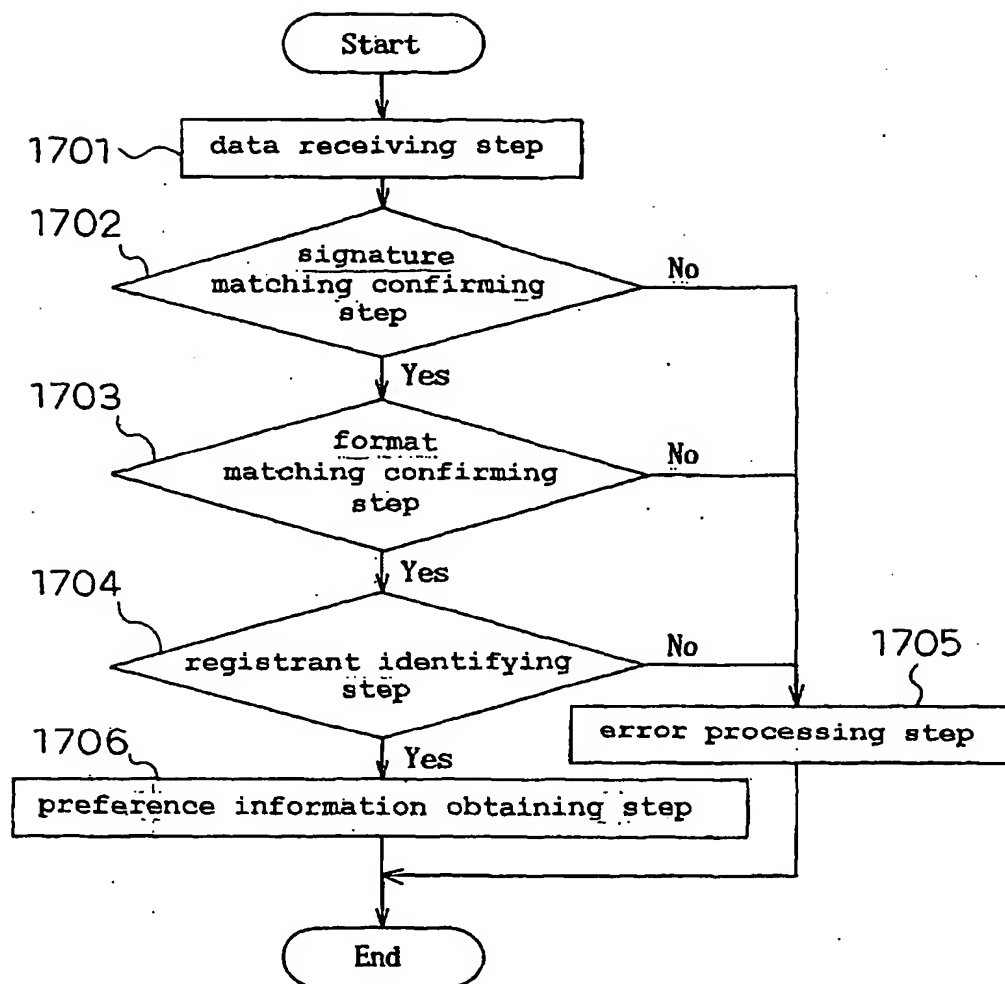 Start
1701
data receiving step
1702
signature
matching confirming
step
No
Yes
1703
format
matching confirming
step
No
Yes
1704
registrant identifying
step
No
1705
error processing step
1706
Yes
preference information obtaining step
End